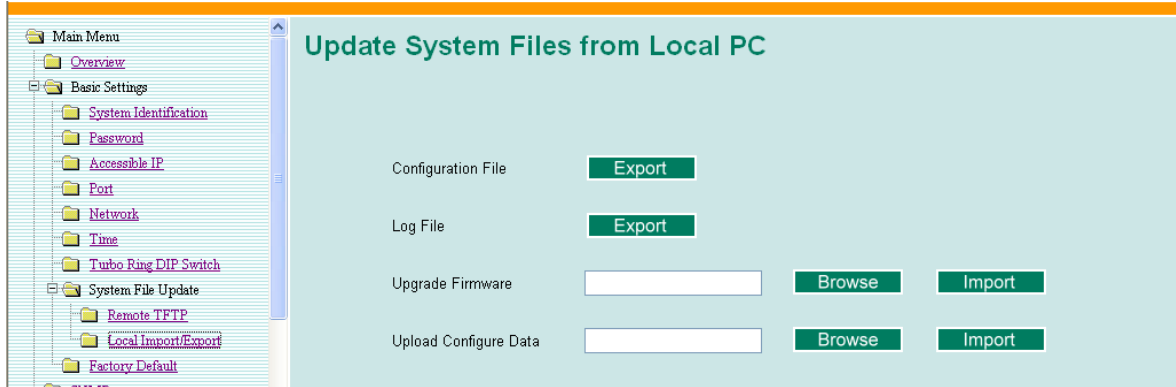 Main Menu
Overview
Basic Settings
System Identification
Password
Accessible IP
Port
Network
Time
Turbo Ring DIP Switch
System File Update
Remote TFTP
Local Import/Export
Factory Default
Update System Files from Local PC
Configuration File Export
Log File Export
Upgrade Firmware Browse Import
Upload Configure Data Browse Import